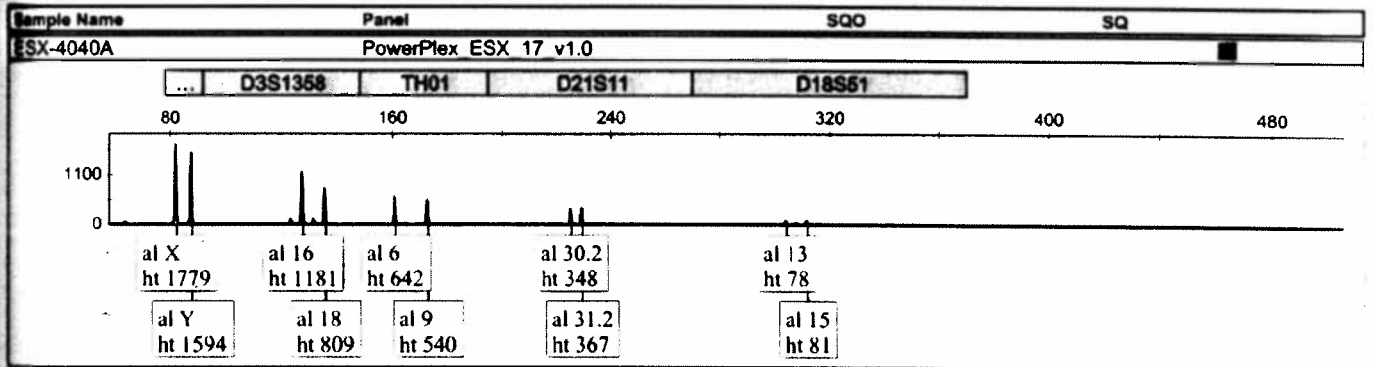 Sample Name Panel SQO SQ
ESX-4040A PowerPlex_ESX_17_v1.0
... D3S1358 TH01 D21S11 D18S51
80 160 240 320 400 480
1100
0
al X al 16 al 6 al 30.2 al 13
ht 1779 ht 1181 ht 642 ht 348 ht 78
al Y al 18 al 9 al 31.2 al 15
ht 1594 ht 809 ht 540 ht 367 ht 81